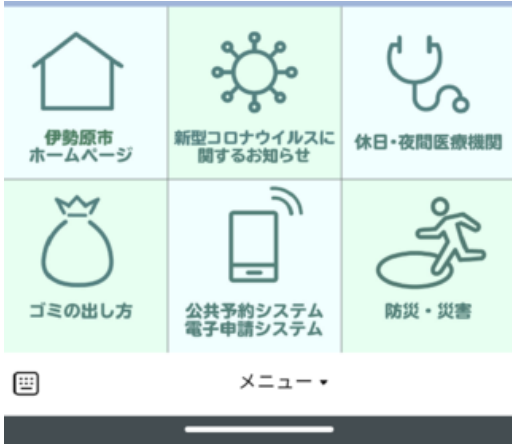 伊勢原市
ホームページ
新型コロナウイルスに
関するお知らせ
休日・夜間医療機関
ゴミの出し方
公共予約システム
電子申請システム
防災・災害
メニュー